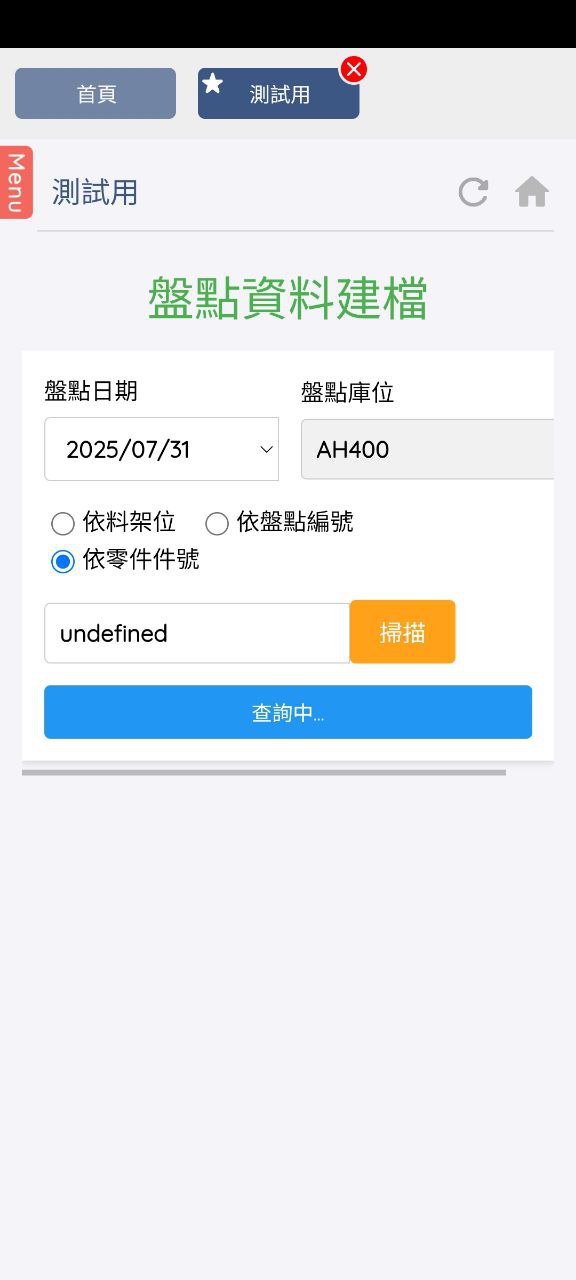 首頁
測試用
Menu
測試用
盤點資料建檔
盤點日期
盤點庫位
2025/07/31
AH400
依料架位
依盤點編號
依零件件號
undefined
掃描
查詢中...